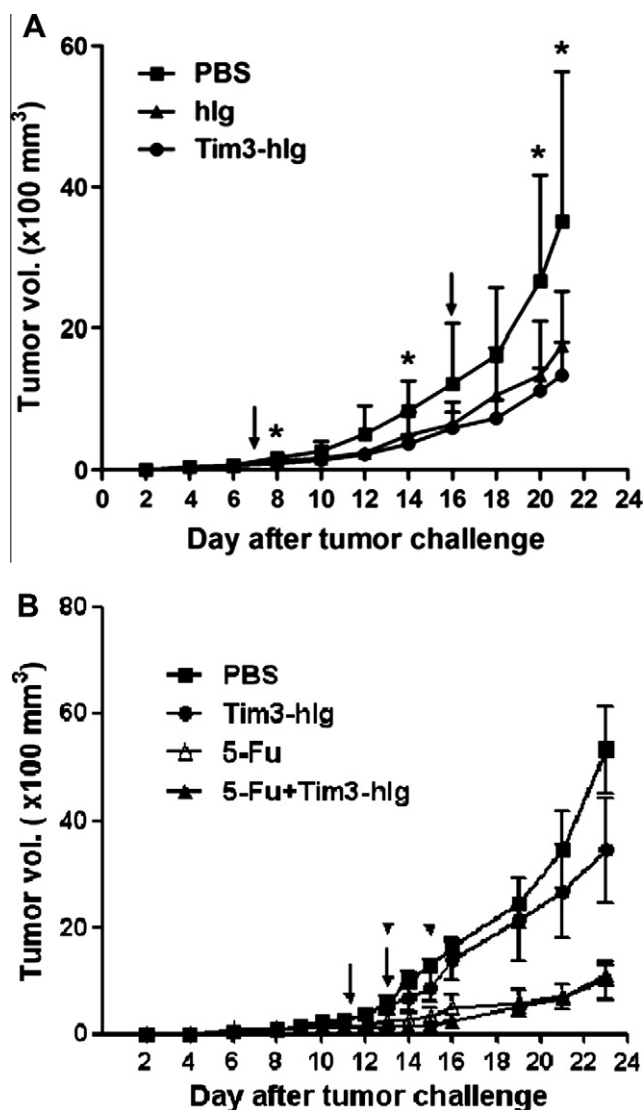 A
60
40
20
0
PBS
hIg
Tim3-hIg
*
*
*
*
Tumor vol. (x100 mm³)
0 2 4 6 8 10 12 14 16 18 20 22 24
Day after tumor challenge
B
80
60
40
20
0
PBS
Tim3-hIg
5-Fu
5-Fu+Tim3-hIg
Tumor vol. ( x100 mm³)
2 4 6 8 10 12 14 16 18 20 22 24
Day after tumor challenge